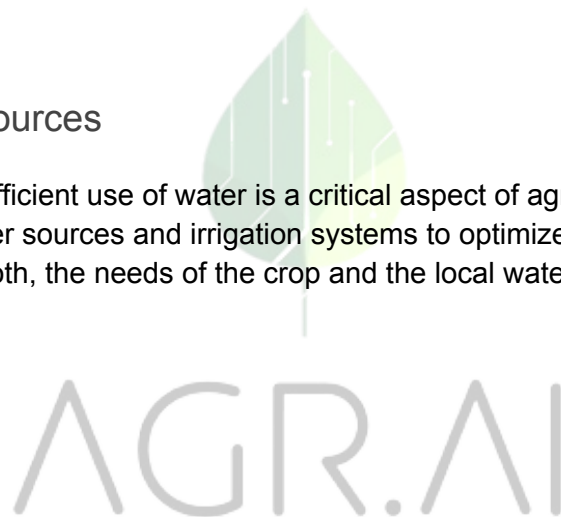 ources
fficient use of water is a critical aspect of ag
er sources and irrigation systems to optimize
oth, the needs of the crop and the local wate
AGR.AI